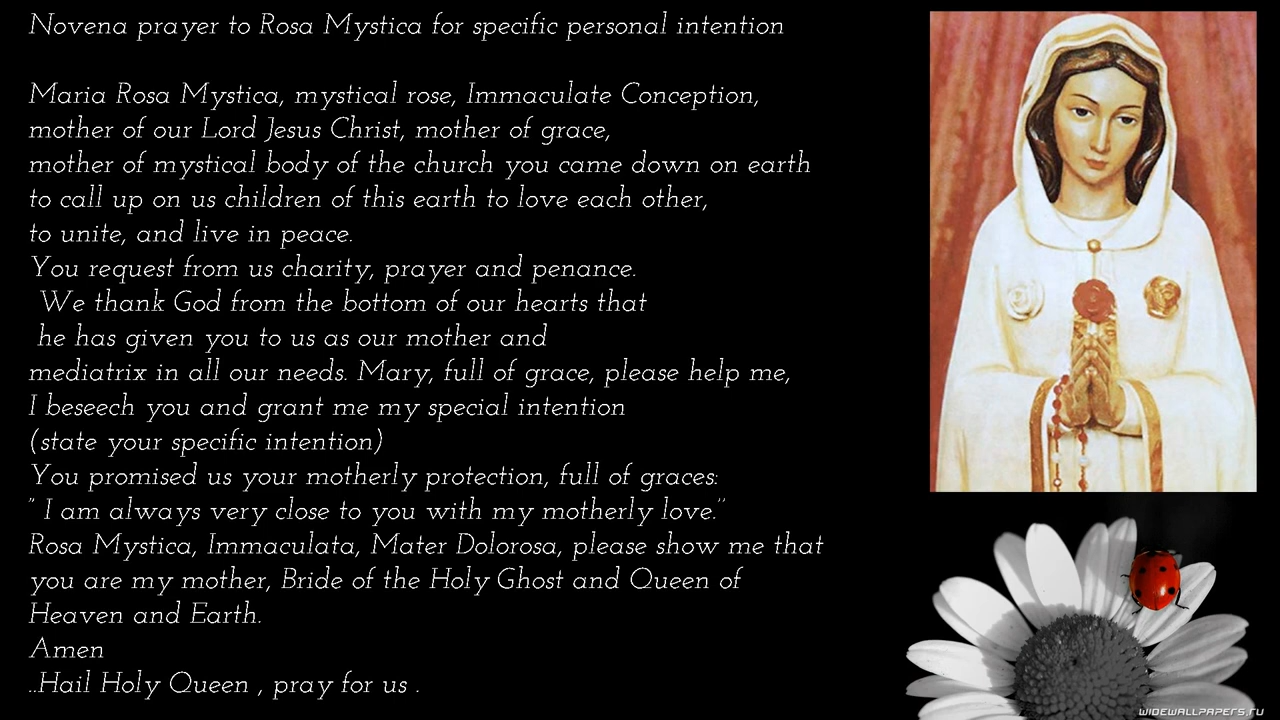 Novena prayer to Rosa Mystica for specific personal intention
Maria Rosa Mystica, mystical rose, Immaculate Conception,
mother of our Lord Jesus Christ, mother of grace,
mother of mystical body of the church you came down on earth
to call up on us children of this earth to love each other,
to unite, and live in peace.
You request from us charity, prayer and penance.
We thank God from the bottom of our hearts that
he has given you to us as our mother and
mediatrix in all our needs. Mary, full of grace, please help me,
I beseech you and grant me my special intention
(state your specific intention)
You promised us your motherly protection, full of graces:
" I am always very close to you with my motherly love.''
Rosa Mystica, Immaculata, Mater Dolorosa, please show me that
you are my mother, Bride of the Holy Ghost and Queen of
Heaven and Earth.
Amen
..Hail Holy Queen , pray for us .
WIDEWALLPAPERS.RU